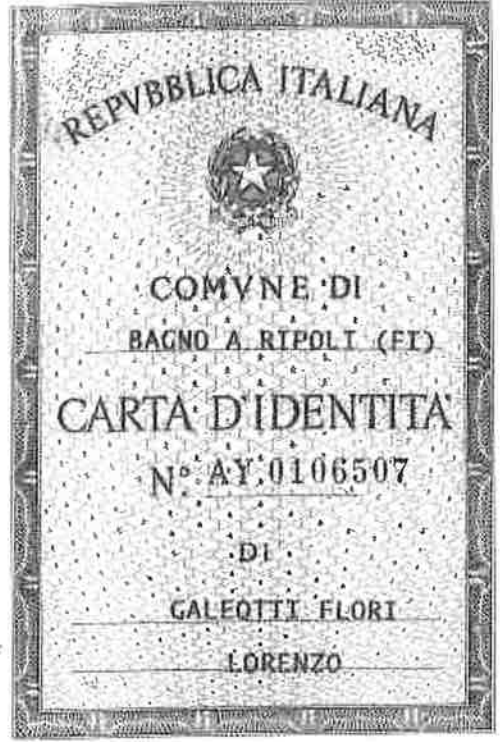 REPVBBLICA ITALIANA
COMVNE DI
BAGNO A RIPOLI (FI)
CARTA D'IDENTITA'
N° AY 0106507
DI
GALEOTTI FLORI
LORENZO